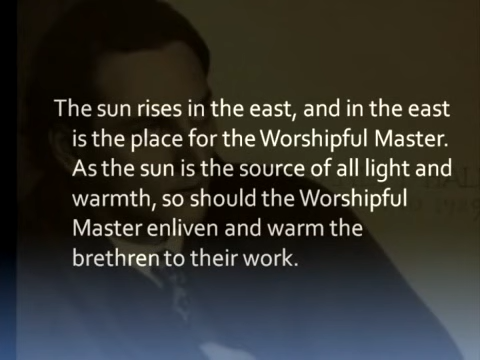 The sun rises in the east, and in the east
is the place for the Worshipful Master.
As the sun is the source of all light and
warmth, so should the Worshipful
Master enliven and warm the
brethren to their work.